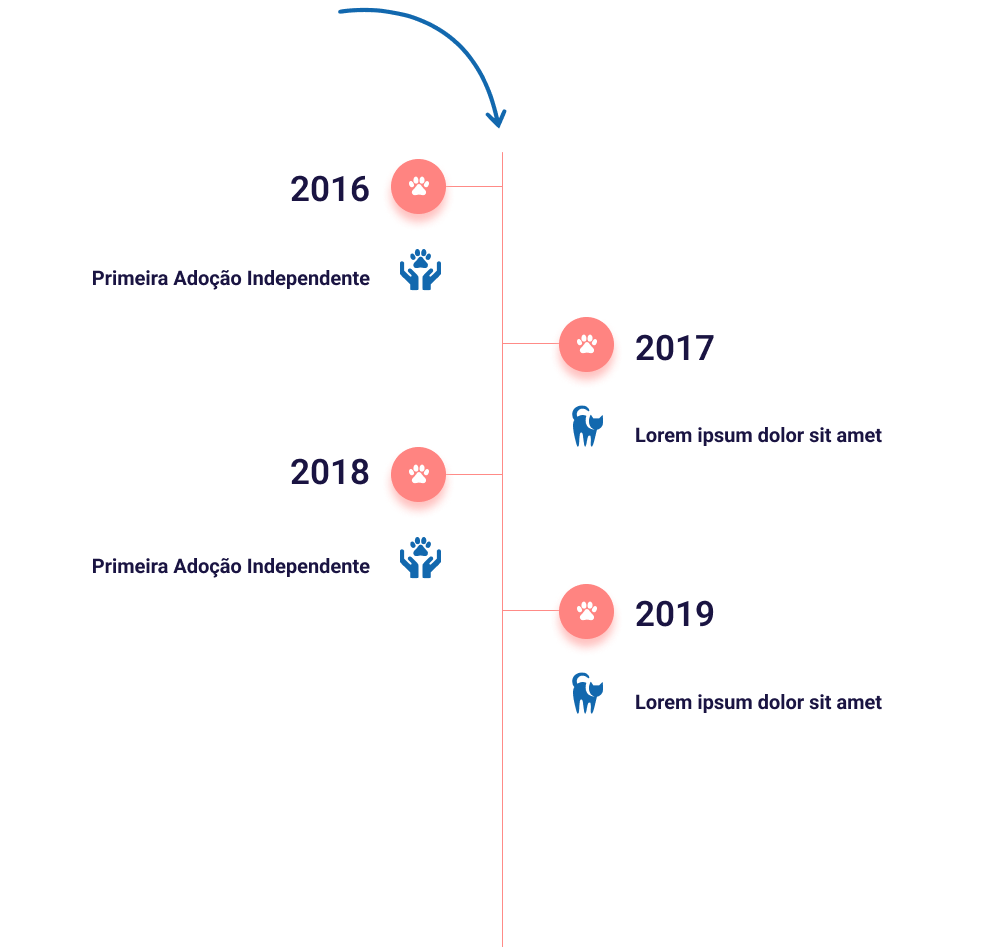 2016
Primeira Adoção Independente
2017
Lorem ipsum dolor sit amet
2018
Primeira Adoção Independente
2019
Lorem ipsum dolor sit amet